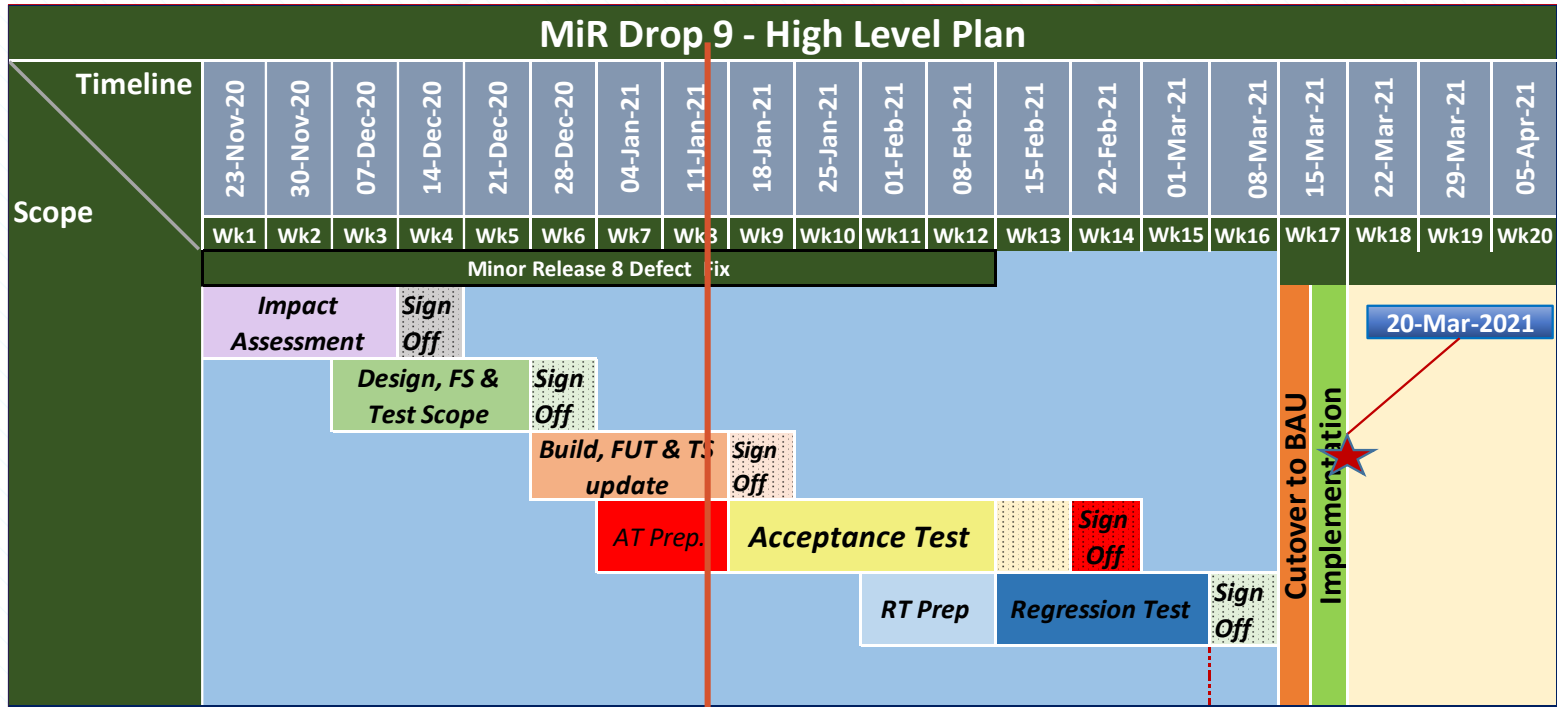 MiR Drop 9 - High Level Plan
Timeline
Scope
23-Nov-20
30-Nov-20
07-Dec-20
14-Dec-20
21-Dec-20
28-Dec-20
04-Jan-21
11-Jan-21
18-Jan-21
25-Jan-21
01-Feb-21
08-Feb-21
15-Feb-21
22-Feb-21
01-Mar-21
08-Mar-21
15-Mar-21
22-Mar-21
29-Mar-21
05-Apr-21
Wk1 Wk2 Wk3 Wk4 Wk5 Wk6 Wk7 Wk8 Wk9 Wk10 Wk11 Wk12 Wk13 Wk14 Wk15 Wk16 Wk17 Wk18 Wk19 Wk20
Minor Release 8 Defect Fix
Impact
Assessment
Sign
Off
20-Mar-2021
Design, FS &
Test Scope
Sign
Off
Build, FUT & TS
update
Sign
Off
AT Prep.
Acceptance Test
Sign
Off
RT Prep
Regression Test
Sign
Off
Cutover to BAU
Implementation